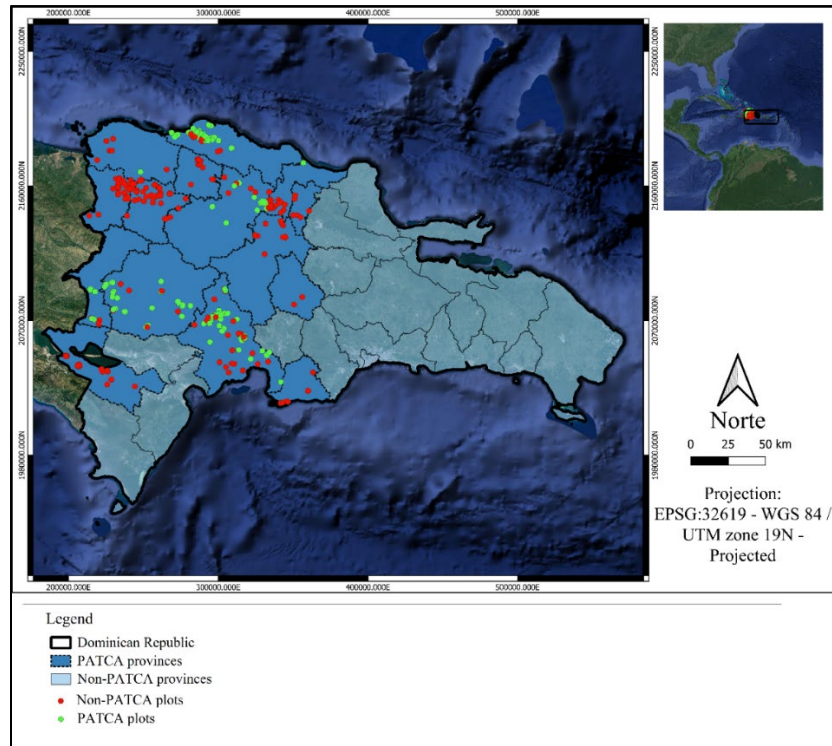 200000.000E 300000.000E 400000.000E 500000.000E
2250000.000N 2250000.000N
2160000.000N 2160000.000N
2070000.000N 2070000.000N
1980000.000N 1980000.000N
200000.000E 300000.000E 400000.000E 500000.000E
Norte
0 25 50 km
Projection:
EPSG:32619 - WGS 84 /
UTM zone 19N -
Projected
Legend
Dominican Republic
PATCA provinces
Non-PATCA provinces
Non-PATCA plots
PATCA plots